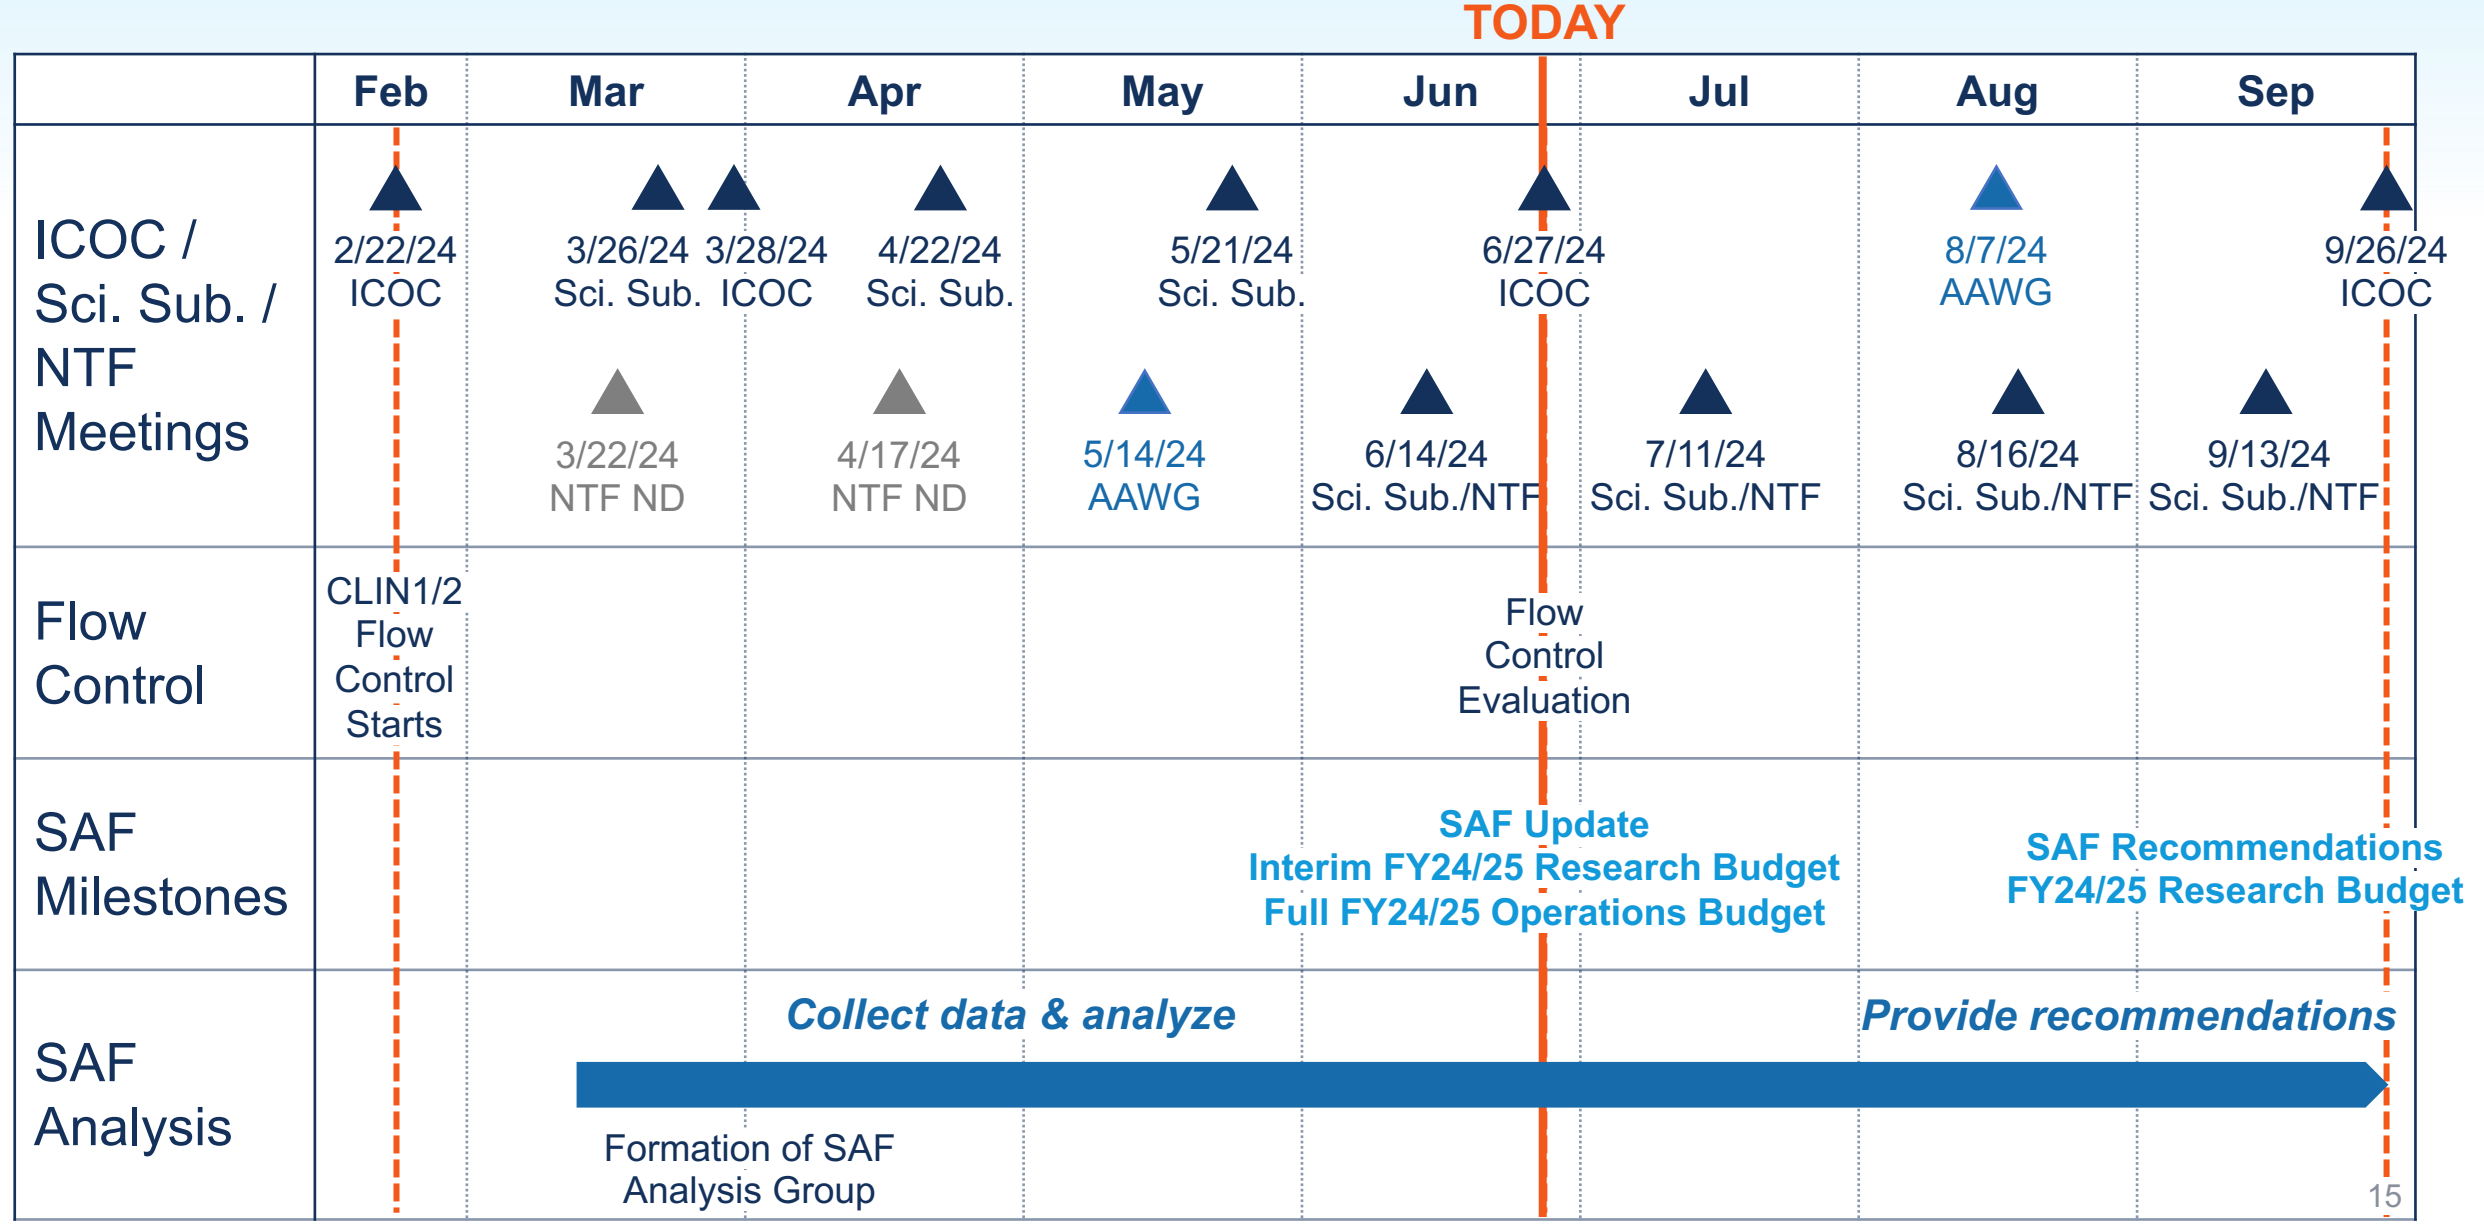 TODAY
Feb
Mar
Apr
May
Jun
Jul
Aug
Sep
ICOC /
Sci. Sub. /
NTF
Meetings
2/22/24
ICOC
3/26/24
Sci. Sub.
3/28/24
ICOC
4/22/24
Sci. Sub.
5/21/24
Sci. Sub.
6/27/24
ICOC
8/7/24
AAWG
9/26/24
ICOC
3/22/24
NTF ND
4/17/24
NTF ND
5/14/24
AAWG
6/14/24
Sci. Sub./NTF
7/11/24
Sci. Sub./NTF
8/16/24
Sci. Sub./NTF
9/13/24
Sci. Sub./NTF
Flow
Control
CLIN1/2
Flow
Control
Starts
Flow
Control
Evaluation
SAF
Milestones
SAF Update
Interim FY24/25 Research Budget
Full FY24/25 Operations Budget
SAF Recommendations
FY24/25 Research Budget
SAF
Analysis
Collect data & analyze
Provide recommendations
Formation of SAF
Analysis Group
15